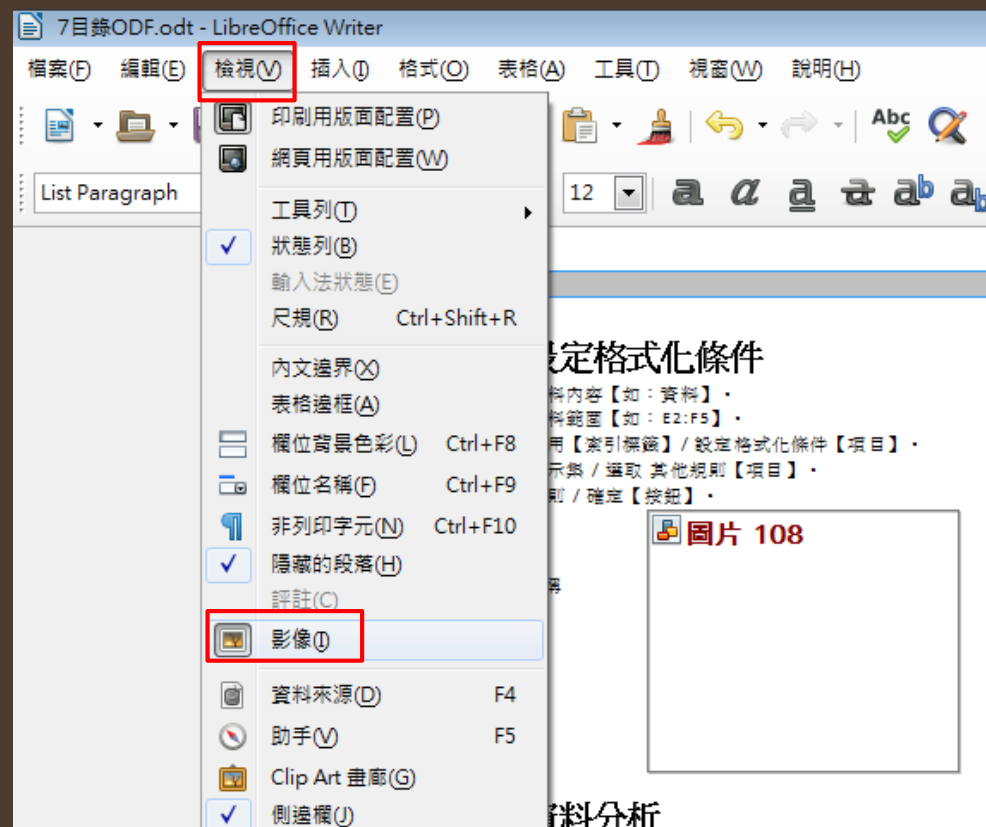 7目錄ODF.odt - LibreOffice Writer
檔案(F) 編輯(E) 檢視(V) 插入(I) 格式(O) 表格(A) 工具(T) 視窗(W) 說明(H)
印刷用版面配置(P)
Abc
網頁用版面配置(W)
List Paragraph
12
a a a a ab ab
工具列(T)
狀態列(B)
輸入法狀態(E)
尺規(R) Ctrl+Shift+R
設定格式化條件
內文邊界(X)
料內容【如：資料】。
表格邊框(A)
料範圍【如：E2:F5】。
欄位背景色彩(L) Ctrl+F8
用【索引標籤】/ 設定格式化條件【項目】。
示集 / 選取 其他規則【項目】。
欄位名稱(F) Ctrl+F9
則 / 確定【按鈕】。
非列印字元(N) Ctrl+F10
圖片 108
隱藏的段落(H)
評註(C)
影像(I)
資料來源(D) F4
助手(V) F5
Clip Art 畫廊(G)
側邊欄(J)
資料分析